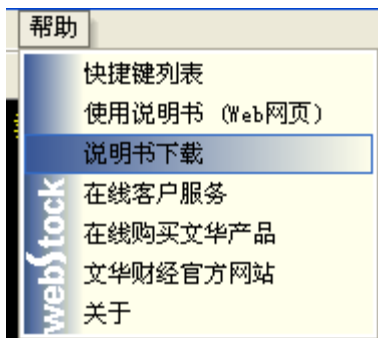 帮助
快捷键列表
使用说明书 (Web网页)
说明书下载
在线客户服务
在线购买文华产品
文华财经官方网站
关于
webStock